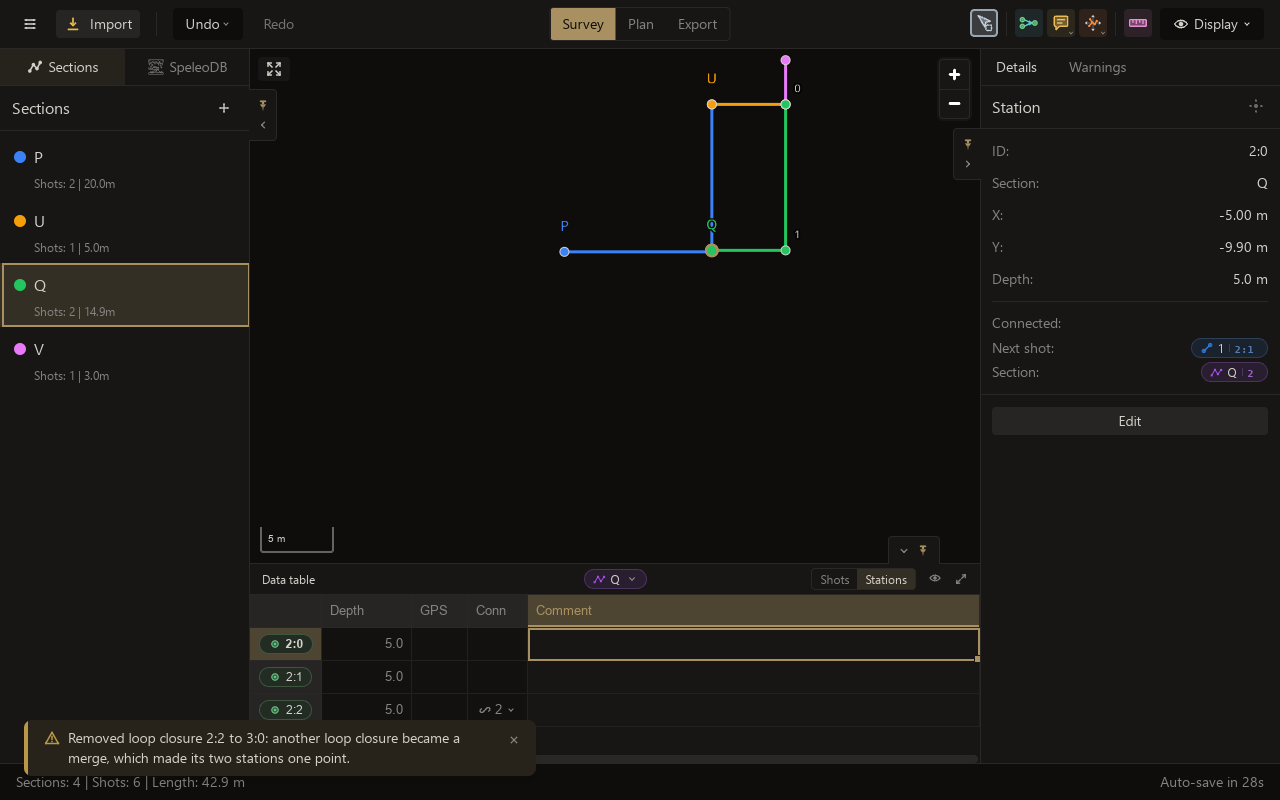 Import
Undo
Redo
Survey
Plan
Export
Display
Sections
SpeleoDB
Sections
P
Shots: 2 | 20.0m
U
Shots: 1 | 5.0m
Q
Shots: 2 | 14.9m
V
Shots: 1 | 3.0m
U
0
P
Q
1
5 m
Details
Warnings
Station
ID: 2:0
Section: Q
X: -5.00 m
Y: -9.90 m
Depth: 5.0 m
Connected:
Next shot: 1 2:1
Section: Q 2
Edit
Data table
Q
Shots
Stations
Depth GPS Conn Comment
2:0 5.0
2:1 5.0
2:2 5.0 2
Removed loop closure 2:2 to 3:0: another loop closure became a
merge, which made its two stations one point.
Sections: 4 | Shots: 6 | Length: 42.9 m
Auto-save in 28s